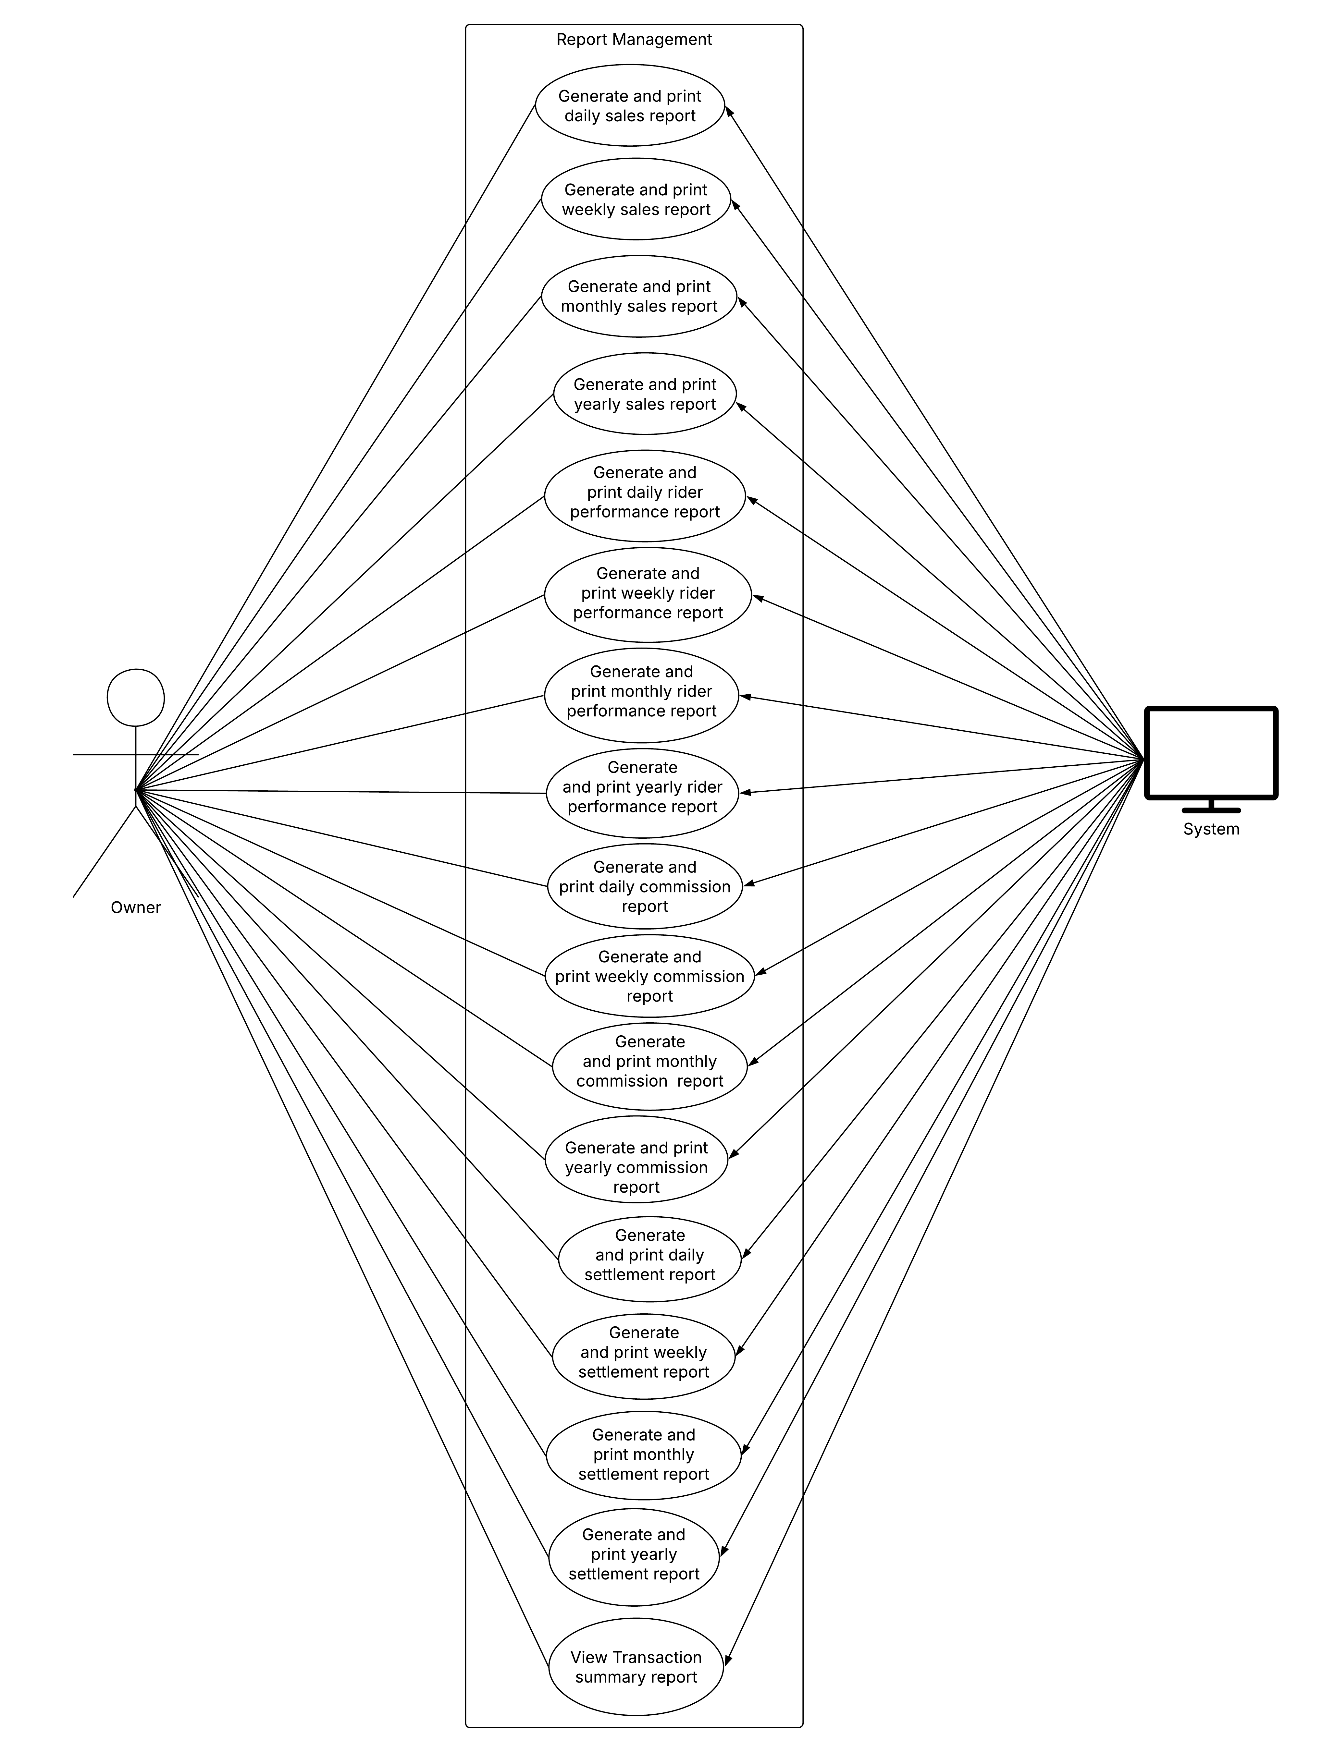 Report Management
Generate and print
daily sales report
Generate and print
weekly sales report
Generate and print
monthly sales report
Generate and print
yearly sales report
Generate and
print daily rider
performance report
Generate and
print weekly rider
performance report
Generate and
print monthly rider
performance report
Generate
and print yearly rider
performance report
Generate and
print daily commission
report
Generate and
print weekly commission
report
Generate
and print monthly
commission  report
Generate and print
yearly commission
report
Generate
and print daily
settlement report
Generate
and print weekly
settlement report
Generate and
print monthly
settlement report
Generate and
print yearly
settlement report
View Transaction
summary report
Owner
System